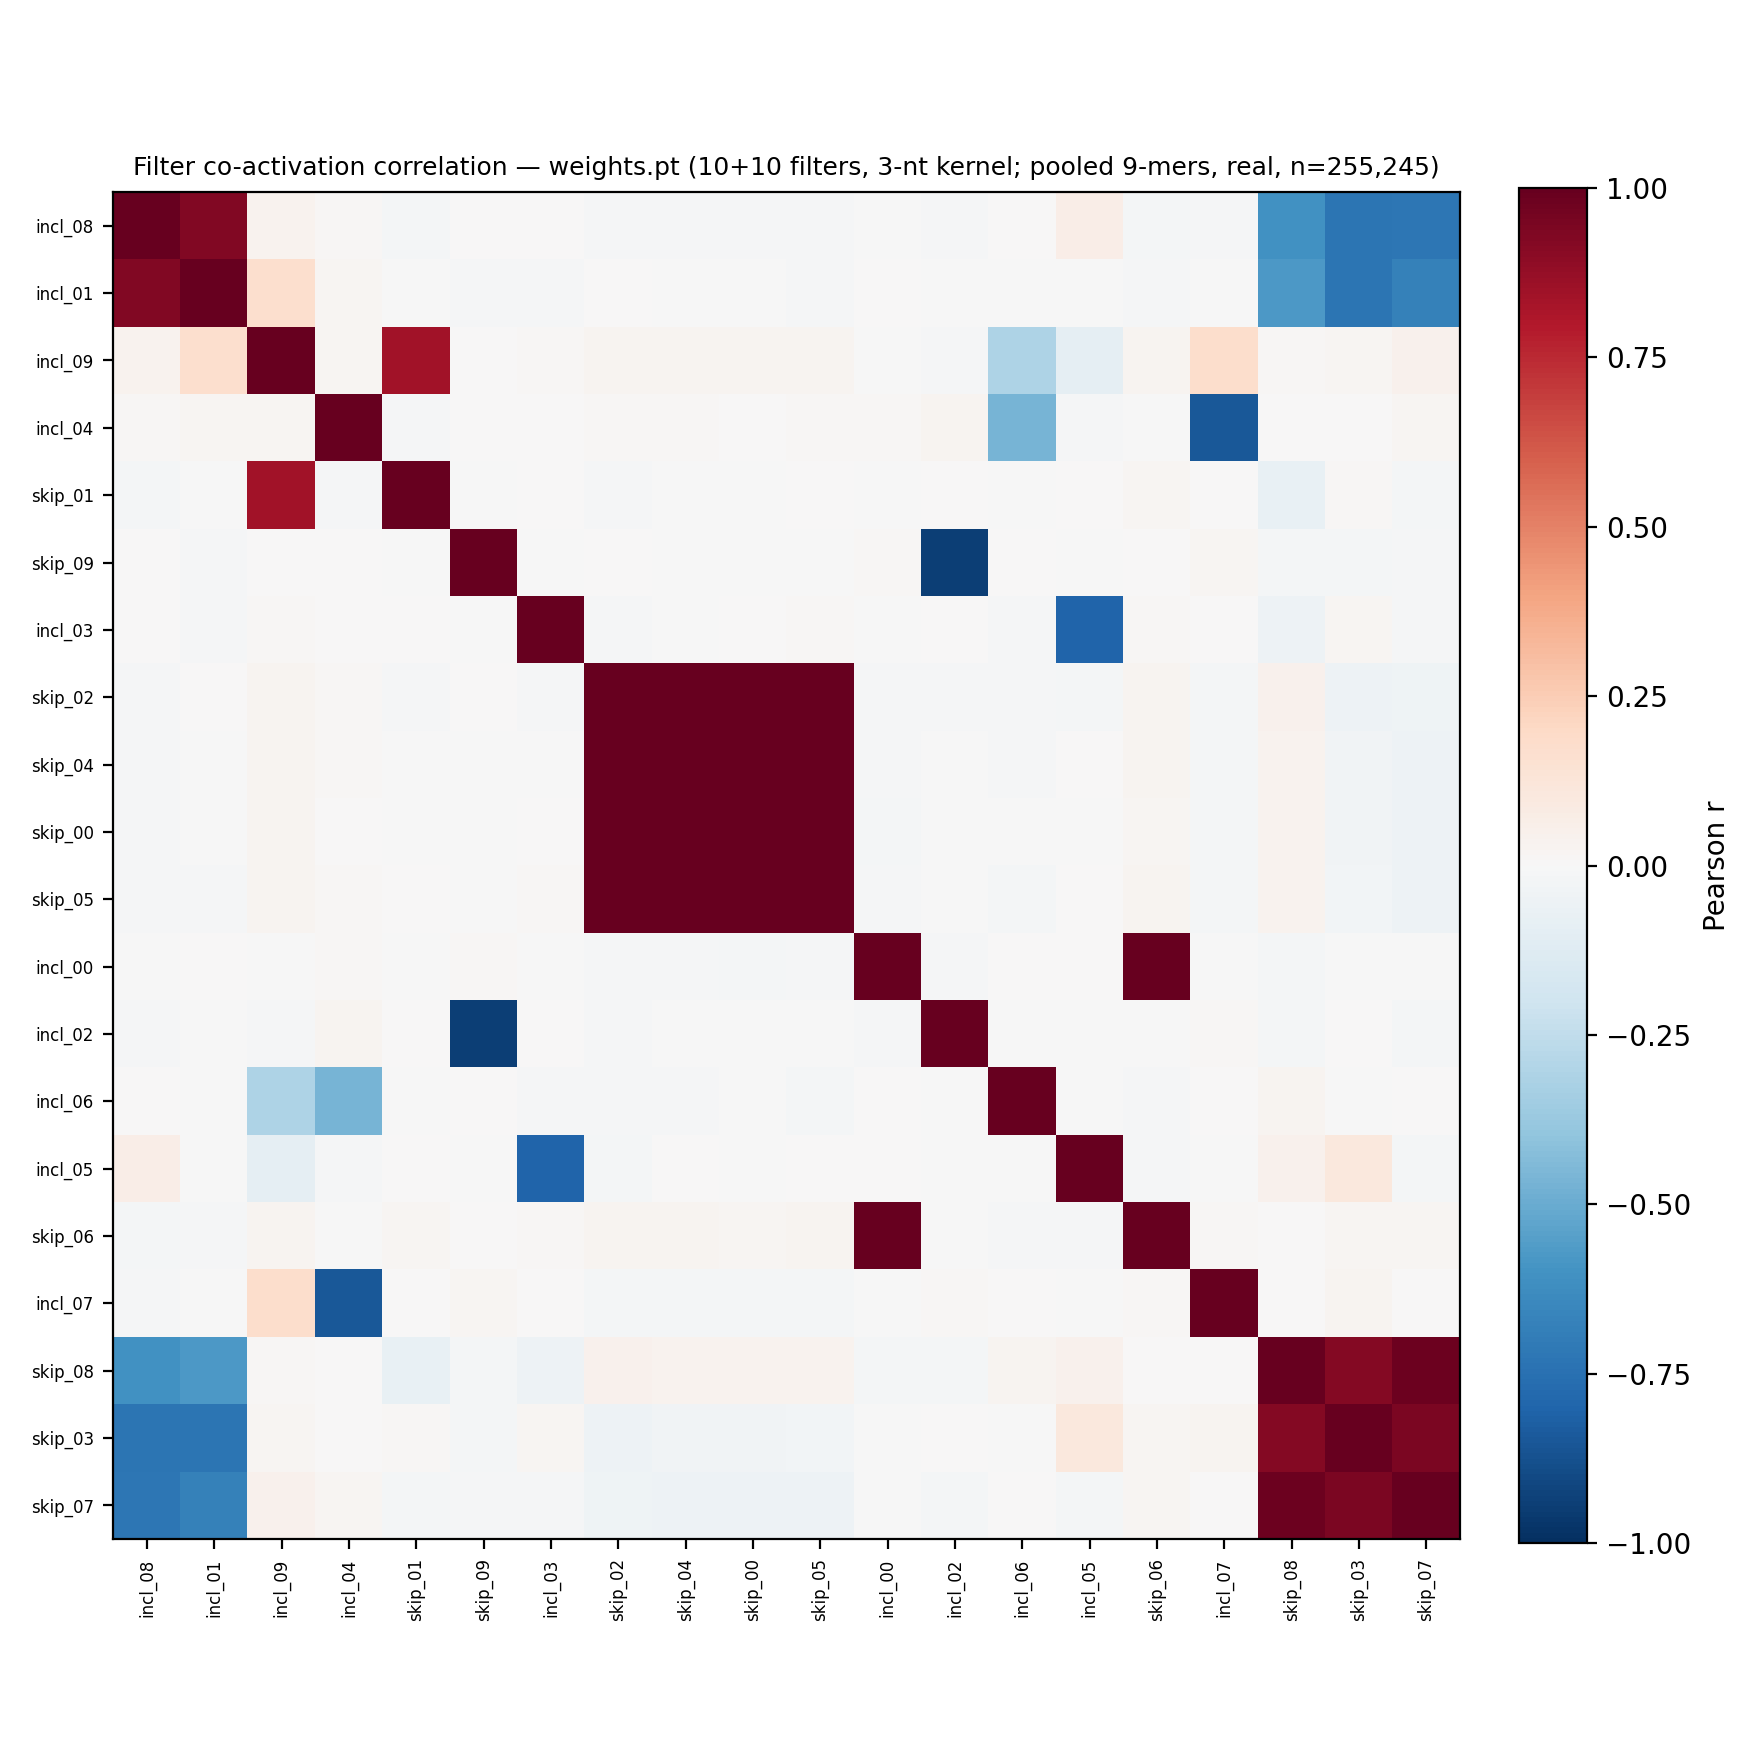 Filter co-activation correlation — weights.pt (10+10 filters, 3-nt kernel; pooled 9-mers, real, n=255,245)
incl_08
incl_01
incl_09
incl_04
skip_01
skip_09
incl_03
skip_02
skip_04
skip_00
skip_05
incl_00
incl_02
incl_06
incl_05
skip_06
incl_07
skip_08
skip_03
skip_07
incl_08
incl_01
incl_09
incl_04
skip_01
skip_09
incl_03
skip_02
skip_04
skip_00
skip_05
incl_00
incl_02
incl_06
incl_05
skip_06
incl_07
skip_08
skip_03
skip_07
1.00
0.75
0.50
0.25
0.00
−0.25
−0.50
−0.75
−1.00
Pearson r